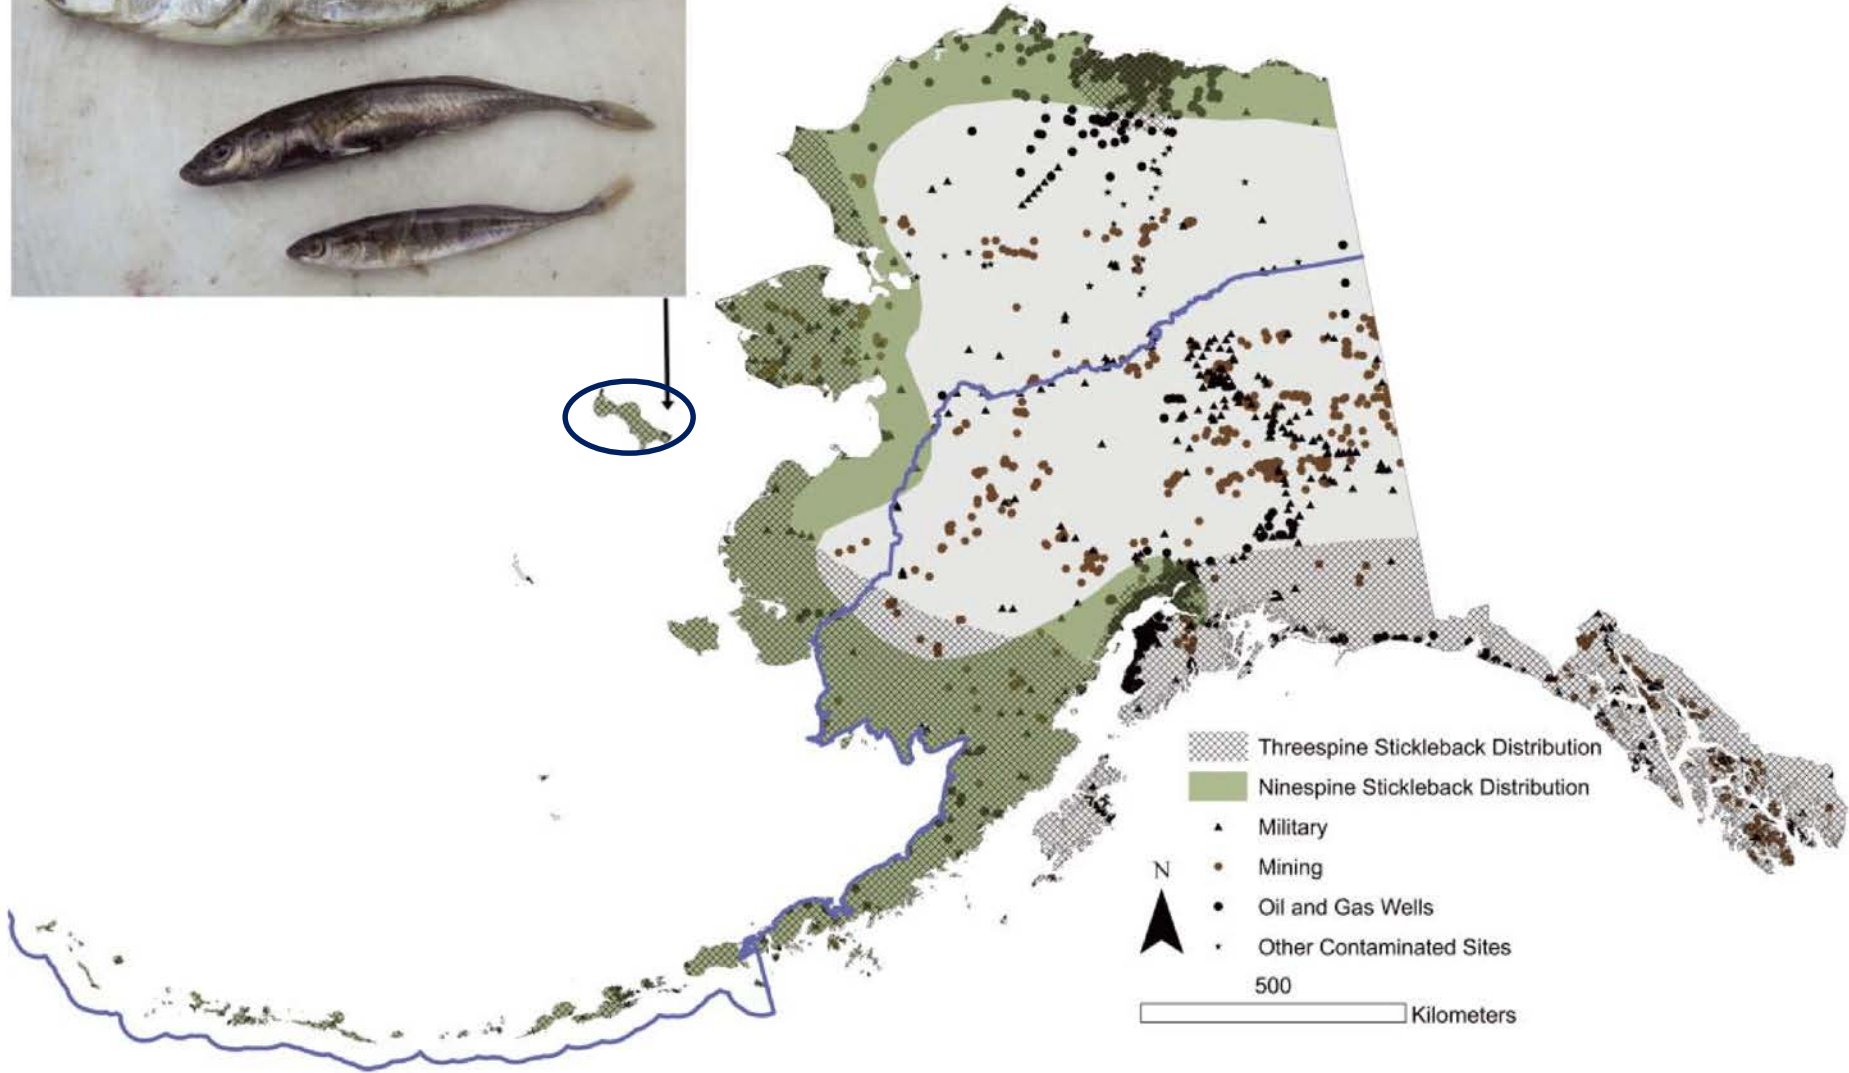 Threespine Stickleback Distribution
Ninespine Stickleback Distribution
Military
Mining
N
Oil and Gas Wells
Other Contaminated Sites
500
Kilometers